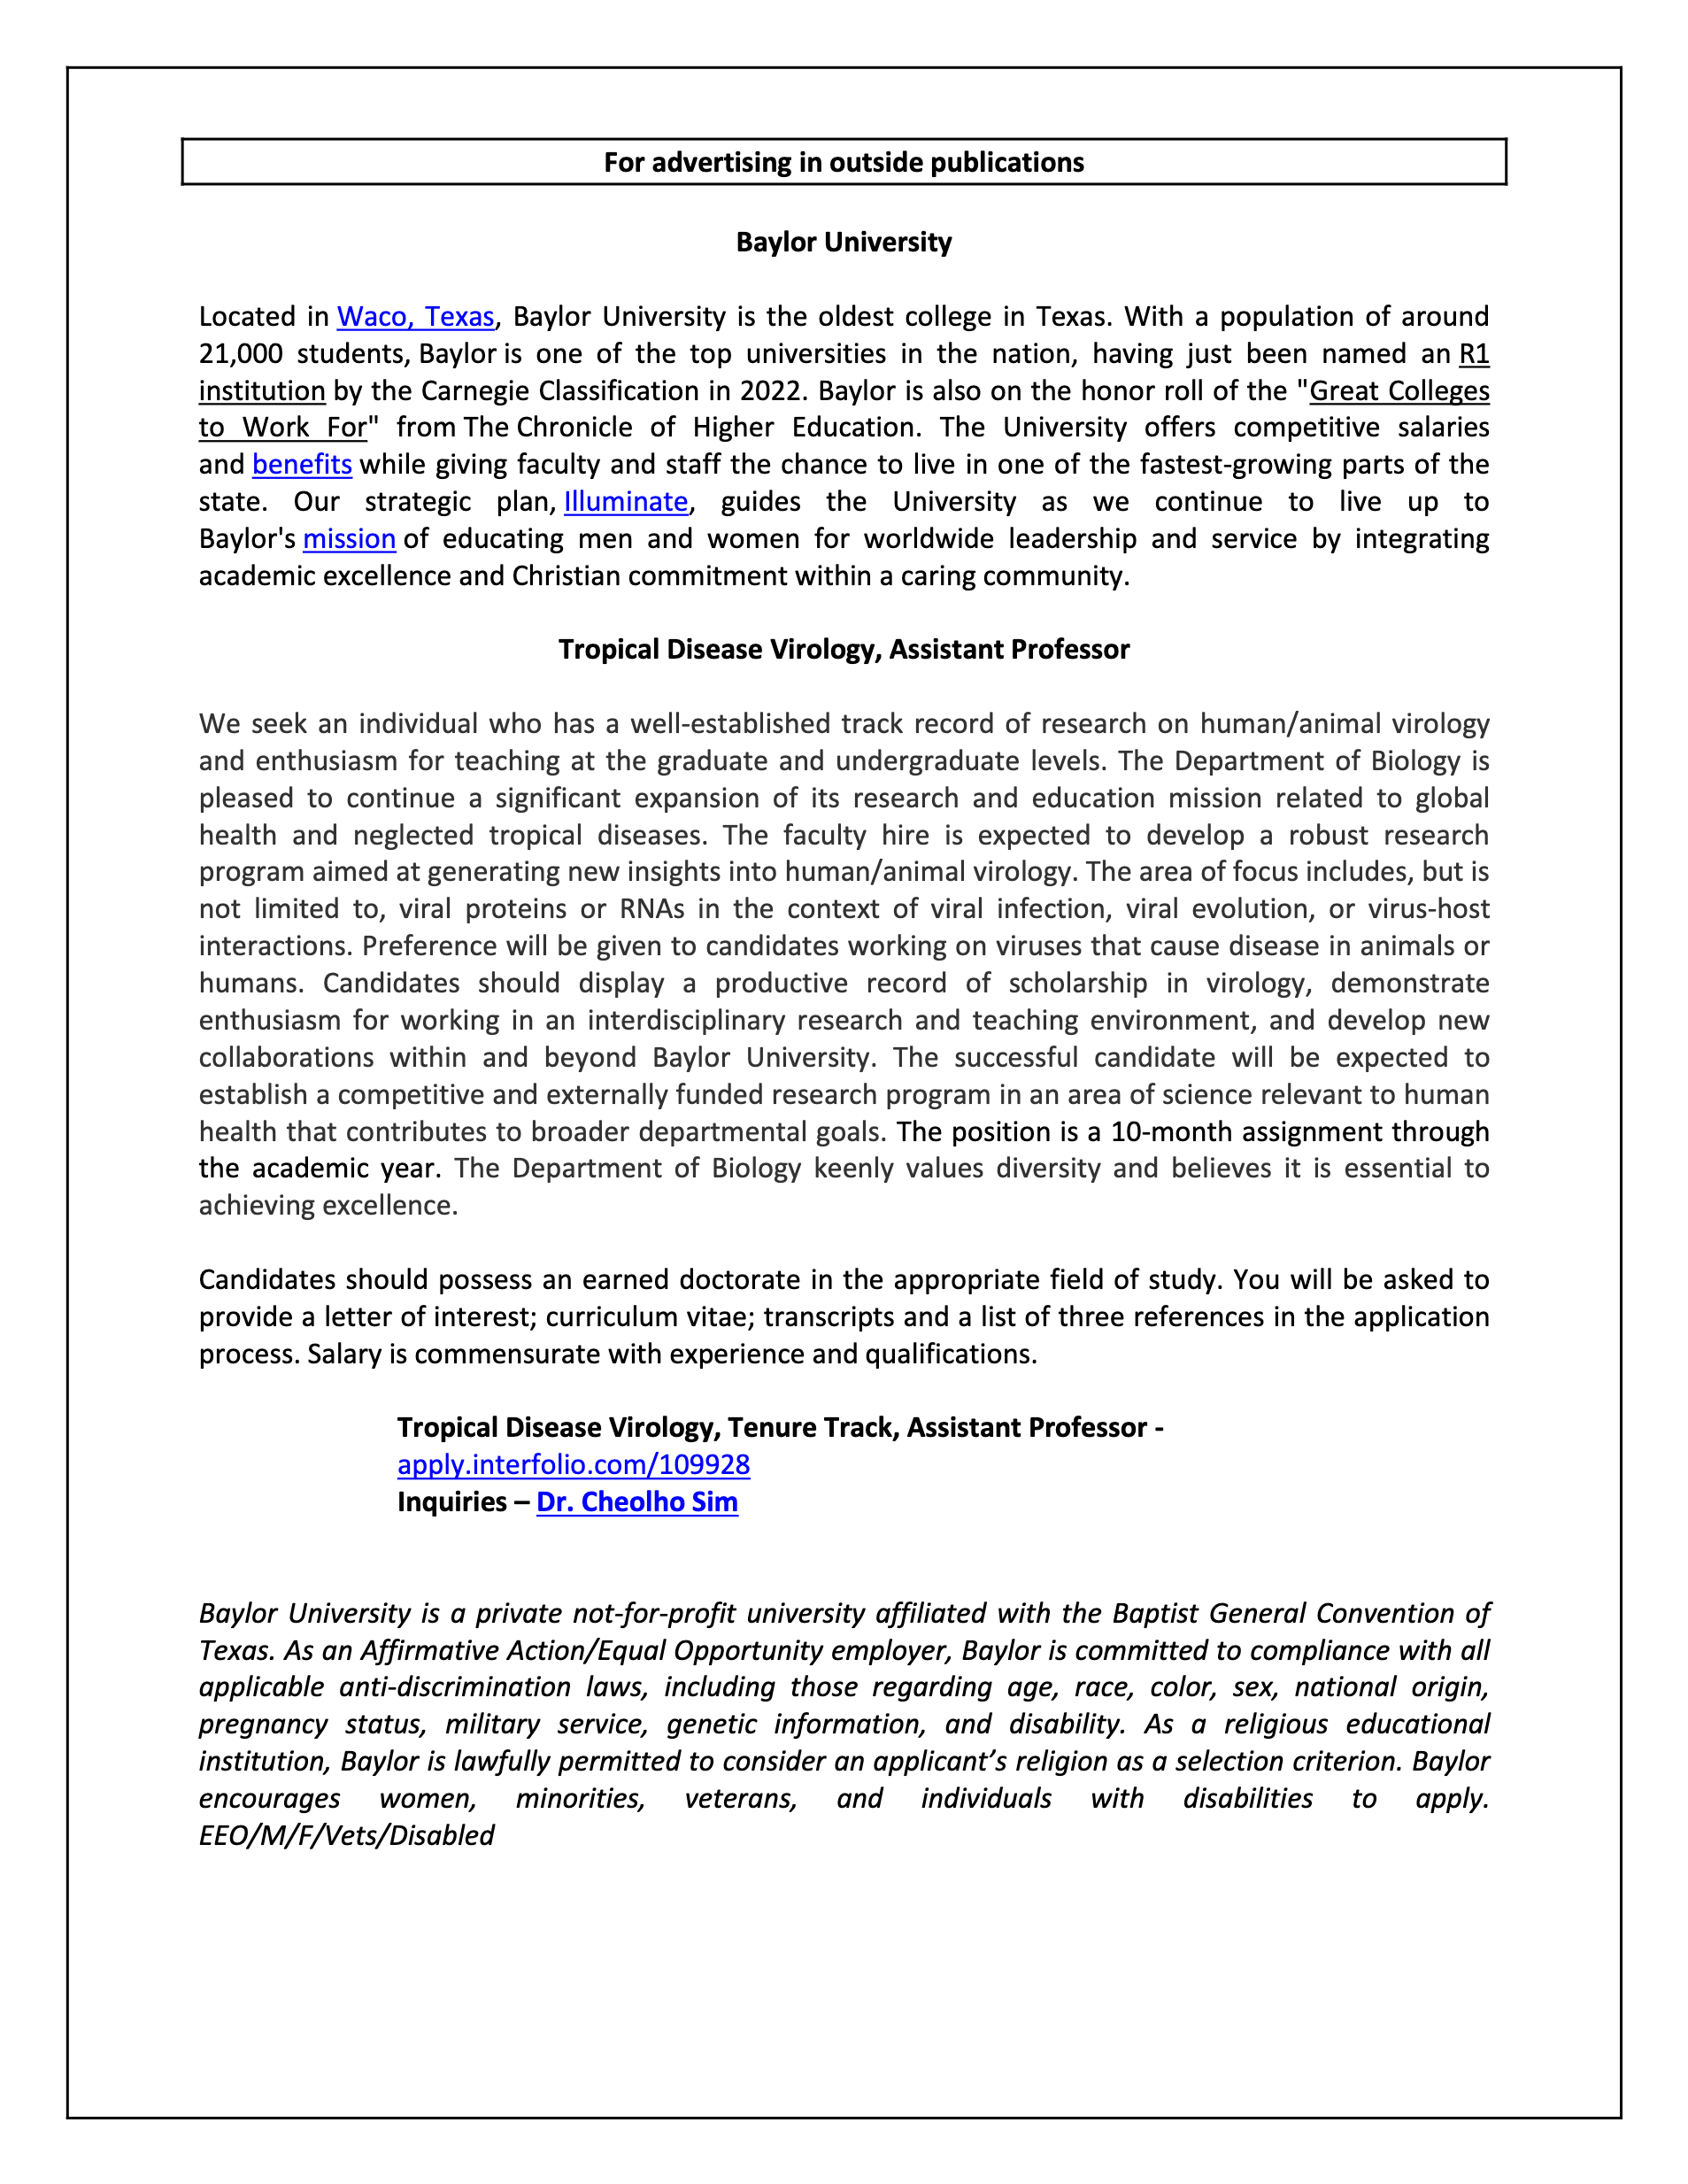 For advertising in outside publications
Baylor University
Located in Waco, Texas, Baylor University is the oldest college in Texas. With a population of around
21,000 students, Baylor is one of the top universities in the nation, having just been named an R1
institution by the Carnegie Classification in 2022. Baylor is also on the honor roll of the "Great Colleges
to Work For" from The Chronicle of Higher Education. The University offers competitive salaries
and benefits while giving faculty and staff the chance to live in one of the fastest-growing parts of the
state. Our strategic plan, Illuminate, guides the University as we continue to live up to
Baylor's mission of educating men and women for worldwide leadership and service by integrating
academic excellence and Christian commitment within a caring community.
Tropical Disease Virology, Assistant Professor
We seek an individual who has a well-established track record of research on human/animal virology
and enthusiasm for teaching at the graduate and undergraduate levels. The Department of Biology is
pleased to continue a significant expansion of its research and education mission related to global
health and neglected tropical diseases. The faculty hire is expected to develop a robust research
program aimed at generating new insights into human/animal virology. The area of focus includes, but is
not limited to, viral proteins or RNAs in the context of viral infection, viral evolution, or virus-host
interactions. Preference will be given to candidates working on viruses that cause disease in animals or
humans. Candidates should display a productive record of scholarship in virology, demonstrate
enthusiasm for working in an interdisciplinary research and teaching environment, and develop new
collaborations within and beyond Baylor University. The successful candidate will be expected to
establish a competitive and externally funded research program in an area of science relevant to human
health that contributes to broader departmental goals. The position is a 10-month assignment through
the academic year. The Department of Biology keenly values diversity and believes it is essential to
achieving excellence.
Candidates should possess an earned doctorate in the appropriate field of study. You will be asked to
provide a letter of interest; curriculum vitae; transcripts and a list of three references in the application
process. Salary is commensurate with experience and qualifications.
Tropical Disease Virology, Tenure Track, Assistant Professor -
apply.interfolio.com/109928
Inquiries – Dr. Cheolho Sim
Baylor University is a private not-for-profit university affiliated with the Baptist General Convention of
Texas. As an Affirmative Action/Equal Opportunity employer, Baylor is committed to compliance with all
applicable anti-discrimination laws, including those regarding age, race, color, sex, national origin,
pregnancy status, military service, genetic information, and disability. As a religious educational
institution, Baylor is lawfully permitted to consider an applicant’s religion as a selection criterion. Baylor
encourages women, minorities, veterans, and individuals with disabilities to apply.
EEO/M/F/Vets/Disabled